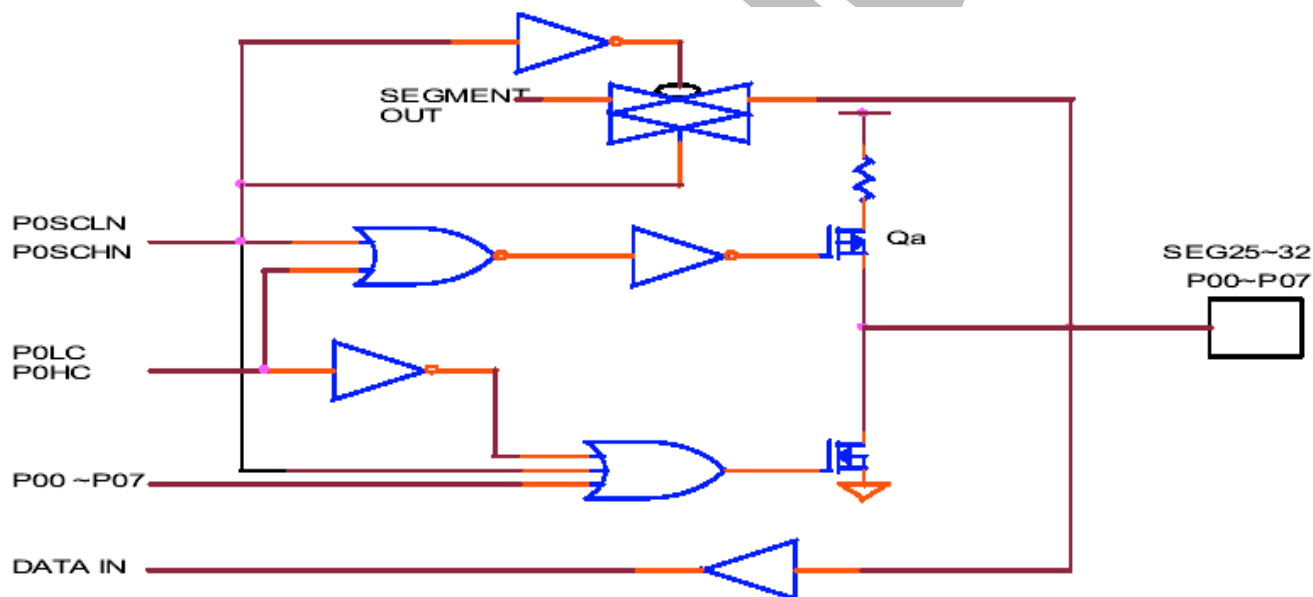 SEGMENT
OUT
P0SCLN
P0SCHN
Qa
SEG25~32
P00~P07
P0LC
P0HC
P00 ~P07
DATA IN